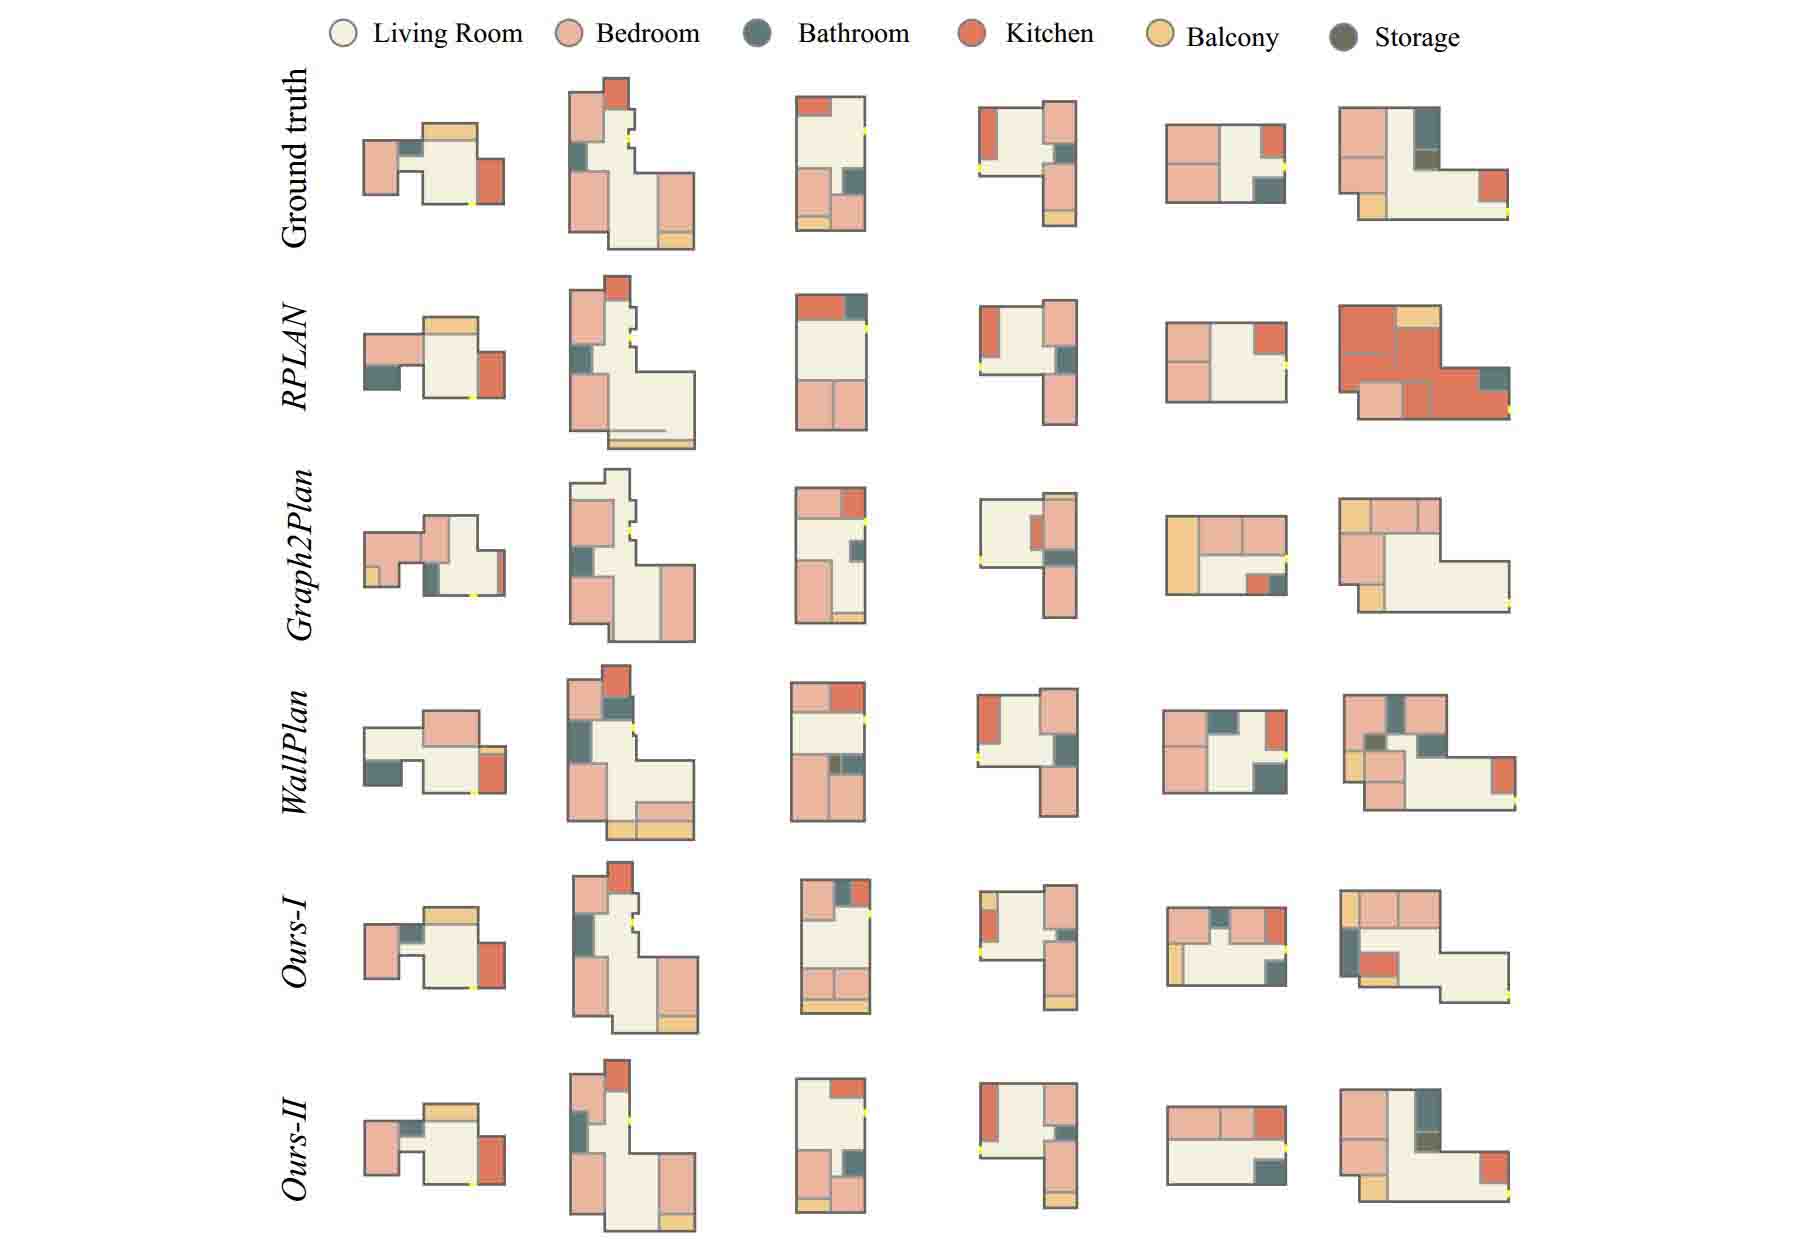 Living Room Bedroom Bathroom Kitchen Balcony Storage
Ground truth
RPLAN
Graph2Plan
WallPlan
Ours-I
Ours-II